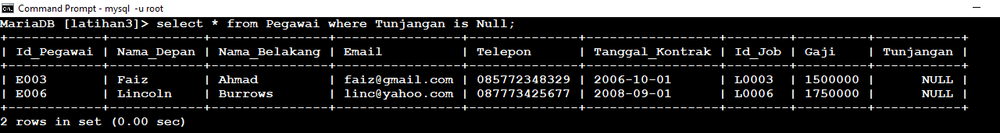 Command Prompt - mysql  -u root
MariaDB [latihan3]> select * from Pegawai where Tunjangan is Null;
+------------+------------+---------------+----------------+--------------+-----------------+--------+---------+-----------+
| Id_Pegawai | Nama_Depan | Nama_Belakang | Email          | Telepon      | Tanggal_Kontrak | Id_Job | Gaji    | Tunjangan |
+------------+------------+---------------+----------------+--------------+-----------------+--------+---------+-----------+
| E003       | Faiz       | Ahmad         | faiz@gmail.com | 085772348329 | 2006-10-01      | L0003  | 1500000 |      NULL |
| E006       | Lincoln    | Burrows       | linc@yahoo.com | 087773425677 | 2008-09-01      | L0006  | 1750000 |      NULL |
+------------+------------+---------------+----------------+--------------+-----------------+--------+---------+-----------+
2 rows in set (0.00 sec)